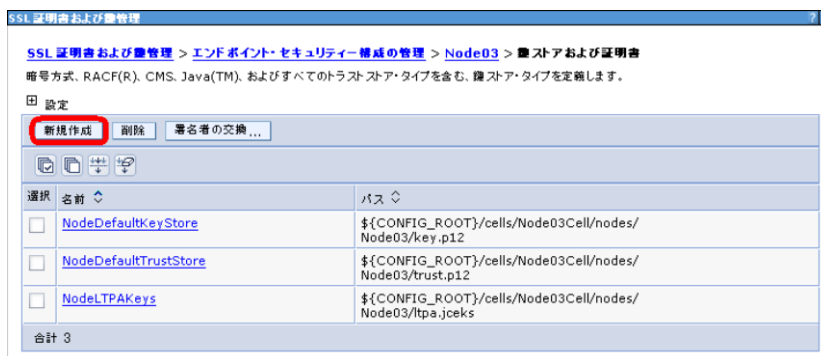 SSL 証明書および鍵管理 ?
SSL 証明書および鍵管理 > エンドポイント・セキュリティー構成の管理 > Node03 > 鍵ストアおよび証明書
暗号方式、RACF(R)、CMS、Java(TM)、およびすべてのトラストストア・タイプを含む、鍵ストア・タイプを定義します。
設定
新規作成 削除 署名者の交換...
選択 名前 パス
NodeDefaultKeyStore ${CONFIG_ROOT}/cells/Node03Cell/nodes/
Node03/key.p12
NodeDefaultTrustStore ${CONFIG_ROOT}/cells/Node03Cell/nodes/
Node03/trust.p12
NodeLTPAKeys ${CONFIG_ROOT}/cells/Node03Cell/nodes/
Node03/ltpa.jceks
合計 3